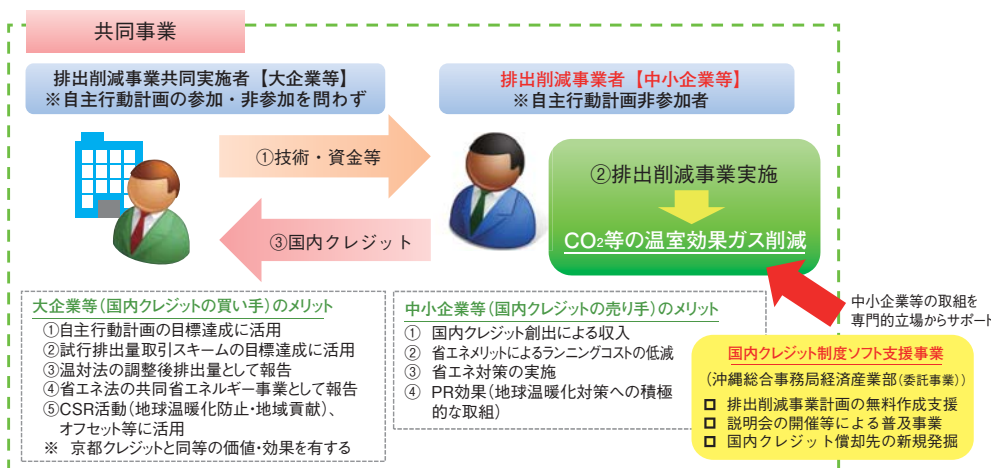 共同事業
排出削減事業共同実施者【大企業等】
※自主行動計画の参加・非参加を問わず
排出削減事業者【中小企業等】
※自主行動計画非参加者
①技術・資金等
②排出削減事業実施
CO2等の温室効果ガス削減
③国内クレジット
大企業等(国内クレジットの買い手)のメリット
①自主行動計画の目標達成に活用
②試行排出量取引スキームの目標達成に活用
③温対法の調整後排出量として報告
④省エネ法の共同省エネルギー事業として報告
⑤CSR活動(地球温暖化防止・地域貢献)、
オフセット等に活用
※ 京都クレジットと同等の価値・効果を有する
中小企業等(国内クレジットの売り手)のメリット
① 国内クレジット創出による収入
② 省エネメリットによるランニングコストの低減
③ 省エネ対策の実施
④ PR効果(地球温暖化対策への積極
的な取組)
中小企業等の取組を
専門的立場からサポート
国内クレジット制度ソフト支援事業
(沖縄総合事務局経済産業部(委託事業))
排出削減事業計画の無料作成支援
説明会の開催等による普及事業
国内クレジット償却先の新規発掘